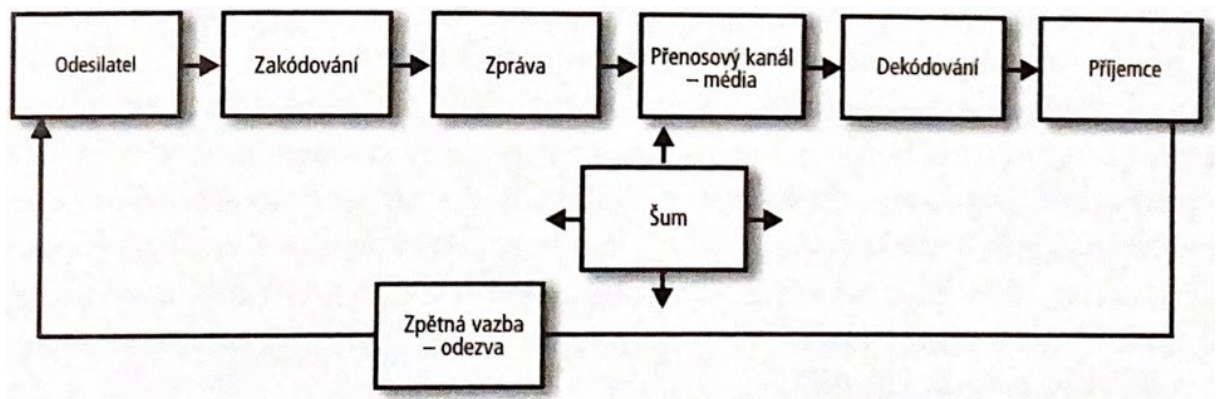 Odesilatel
Zakódování
Zpráva
Přenosový kanál
– média
Dekódování
Příjemce
Šum
Zpětná vazba
– odezva